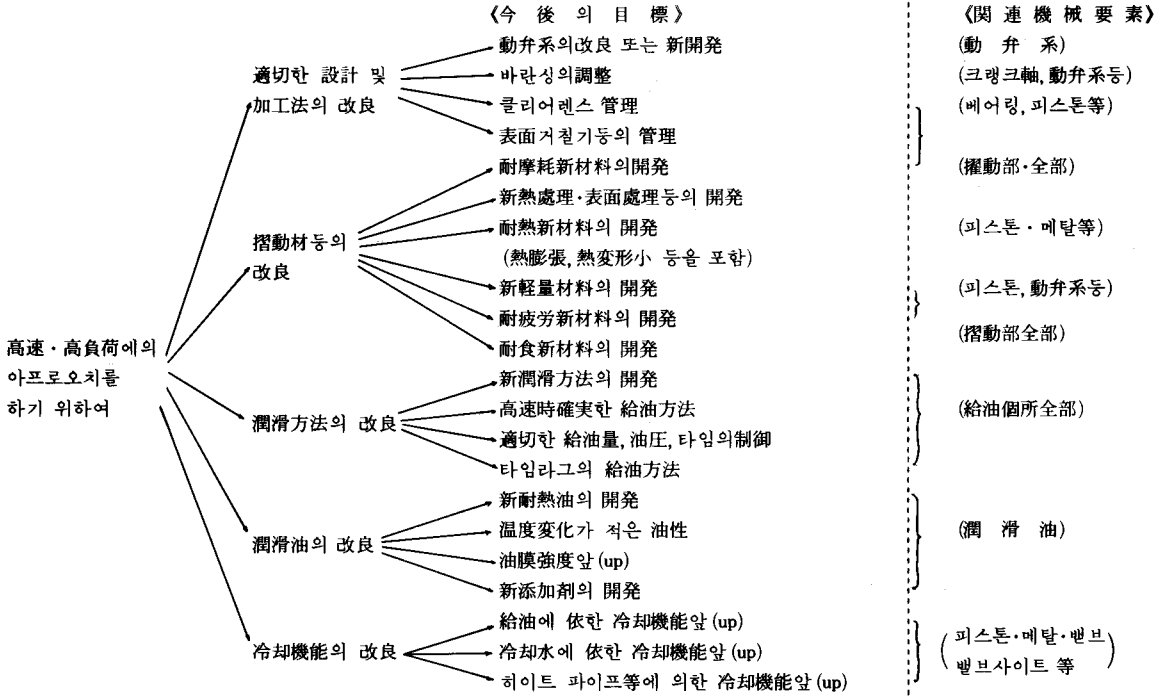 《今 後 의 目 標》
《関 連 機 械 要 素》
高速·高負荷에의
아프로오치를
하기 위하여
適切한 設計 및
加工法의 改良
動弁系의改良 또는 新開発
(動 弁 系)
바란싱의調整
(크랭크軸, 動弁系등)
클리어렌스 管理
(베어링, 피스톤等)
表面거칠기등의 管理
摺動材등의
改良
耐摩耗新材料의開発
(擢動部·全部)
新熱處理·表面處理등의 開発
耐熱新材料의 開発
(피스톤·메탈等)
(熱膨張, 熱変形小 등을 포함)
新軽量材料의 開発
(피스톤, 動弁系등)
耐疲労新材料의 開発
(摺動部全部)
耐食新材料의 開発
潤滑方法의 改良
新潤滑方法의 開発
高速時確実한 給油方法
(給油個所全部)
適切한 給油量, 油圧, 타임의制御
타임라그의 給油方法
潤滑油의 改良
新耐熱油의 開発
温度変化가 적은 油性
(潤 滑 油)
油膜強度앞(up)
新添加剤의 開発
冷却機能의 改良
給油에 依한 冷却機能앞(up)
冷却水에 依한 冷却機能앞(up)
히이트 파이프등에 의한 冷却機能앞(up)
(피스톤·메탈·밸브
밸브사이트 等)